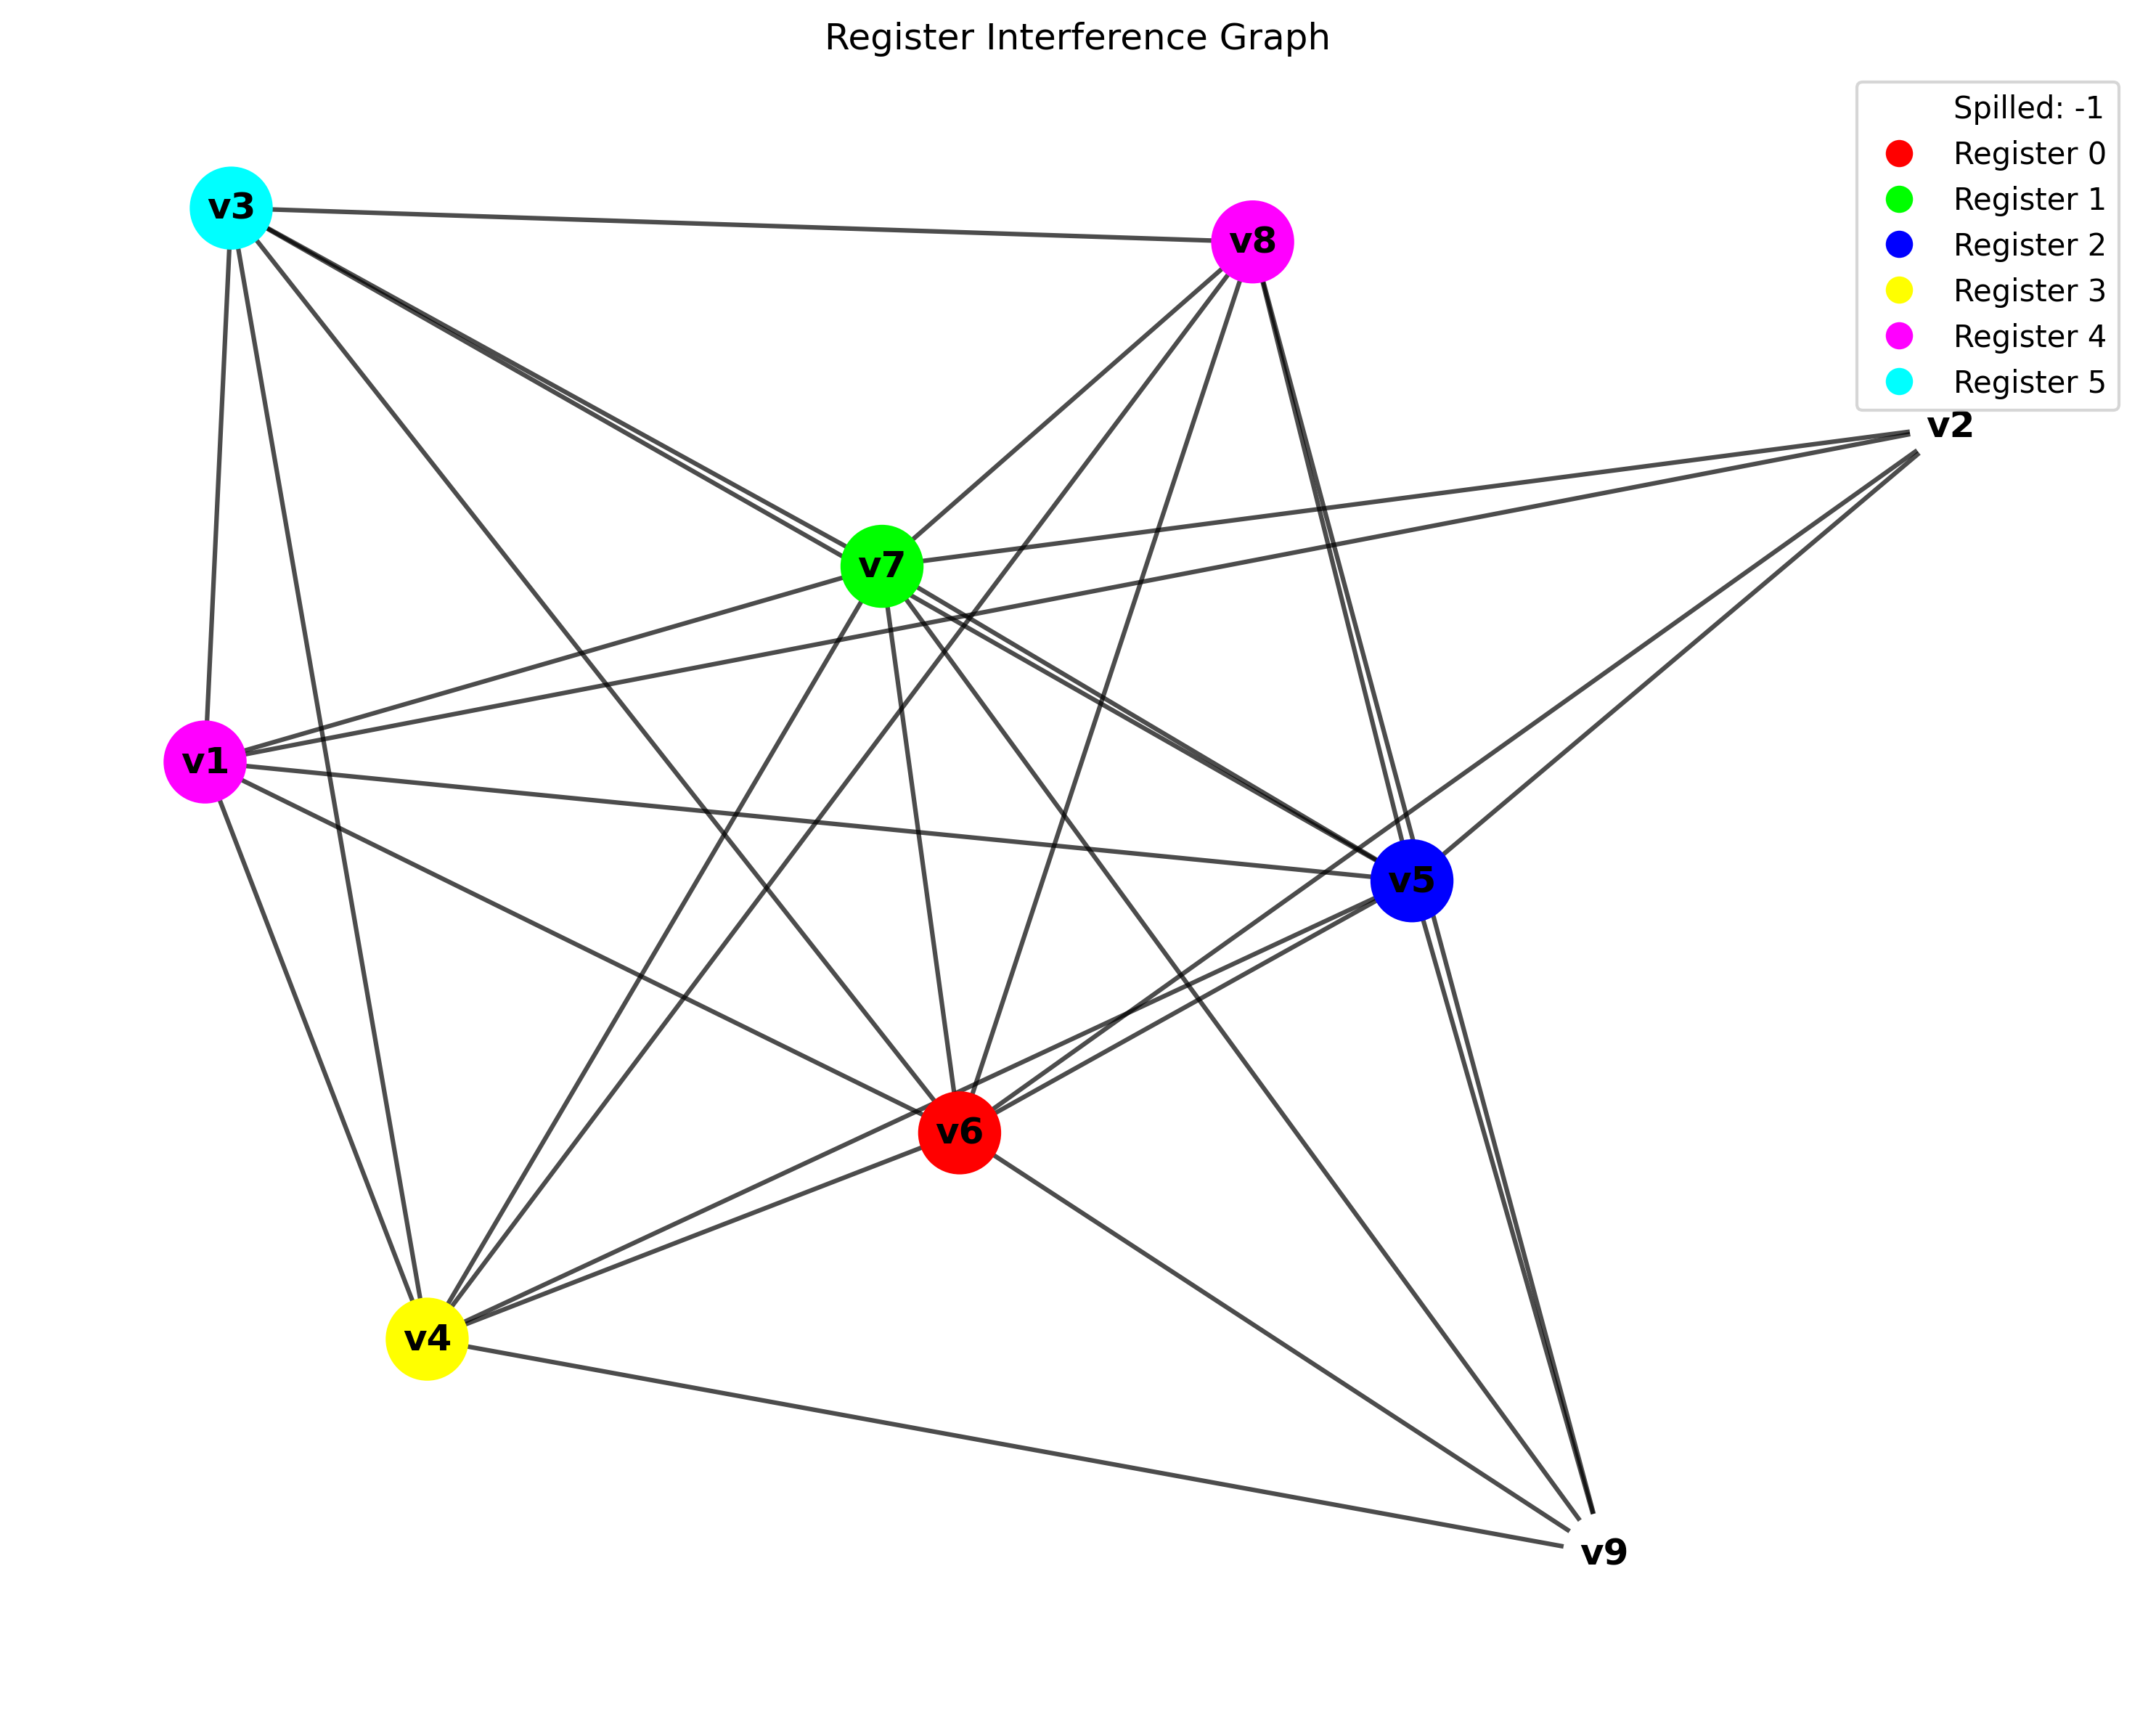 Register Interference Graph
Spilled: -1
Register 0
Register 1
Register 2
Register 3
Register 4
Register 5
v3
v8
v2
v7
v1
v5
v6
v4
v9